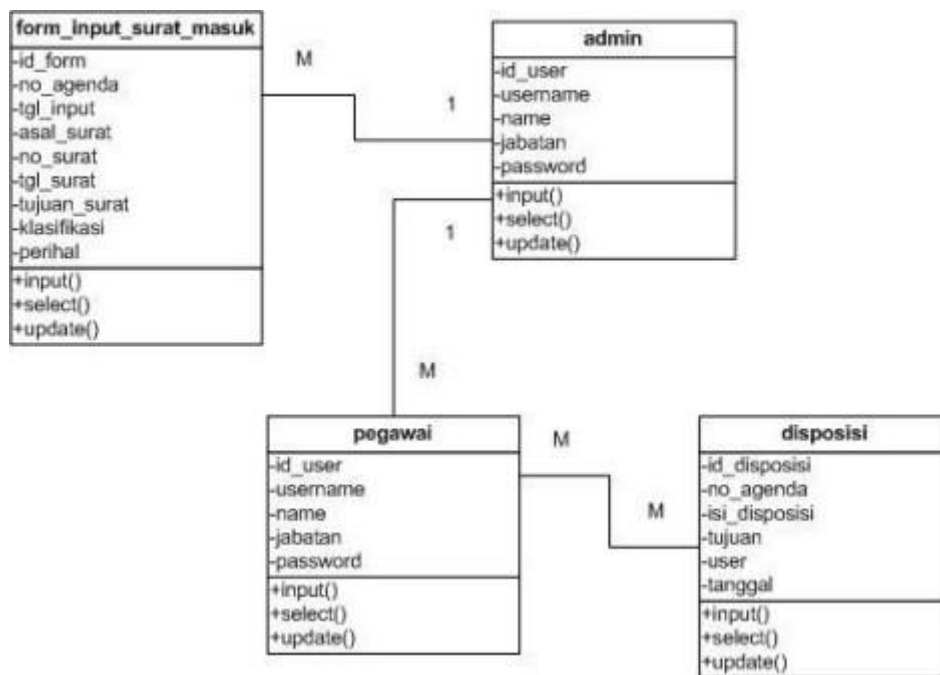 form_input_surat_masuk
-id_form
-no_agenda
-tgl_input
-asal_surat
-no_surat
-tgl_surat
-tujuan_surat
-klasifikasi
-perihal
+input()
+select()
+update()
M
1
admin
-id_user
-username
-name
-jabatan
-password
+input()
+select()
+update()
1
M
pegawai
-id_user
-username
-name
-jabatan
-password
+input()
+select()
+update()
M
M
disposisi
-id_disposisi
-no_agenda
-isi_disposisi
-tujuan
-user
-tanggal
+input()
+select()
+update()